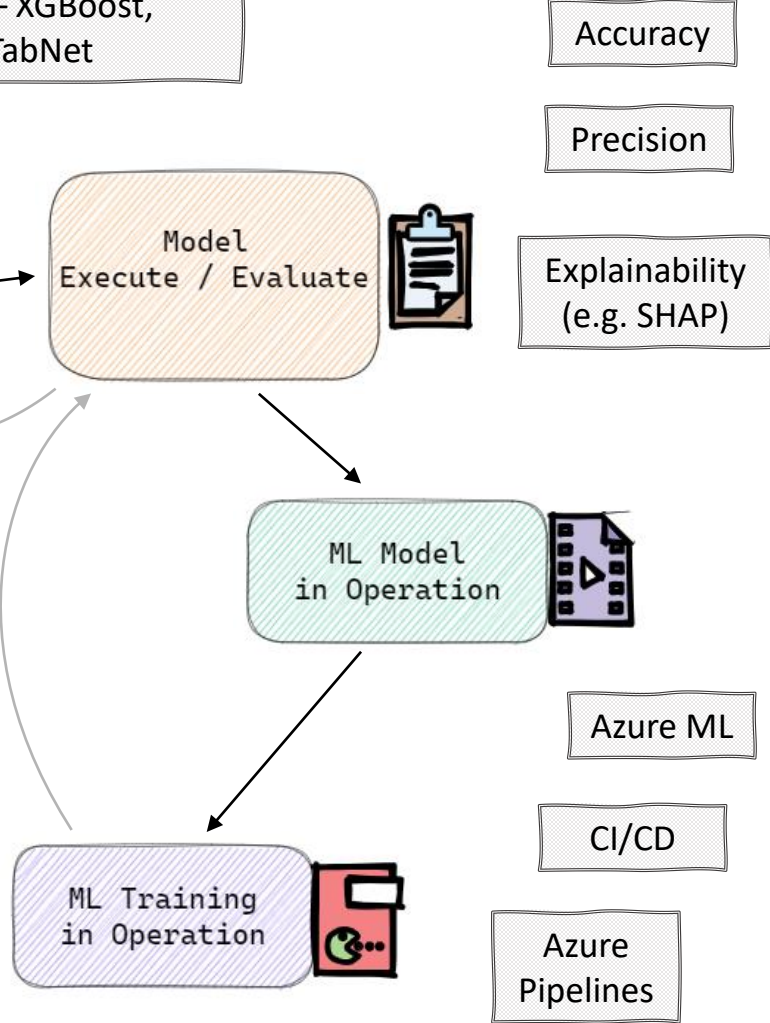 - XGBoost,
TabNet
Accuracy
Precision
Model
Execute / Evaluate
Explainability
(e.g. SHAP)
ML Model
in Operation
Azure ML
CI/CD
ML Training
in Operation
Azure
Pipelines